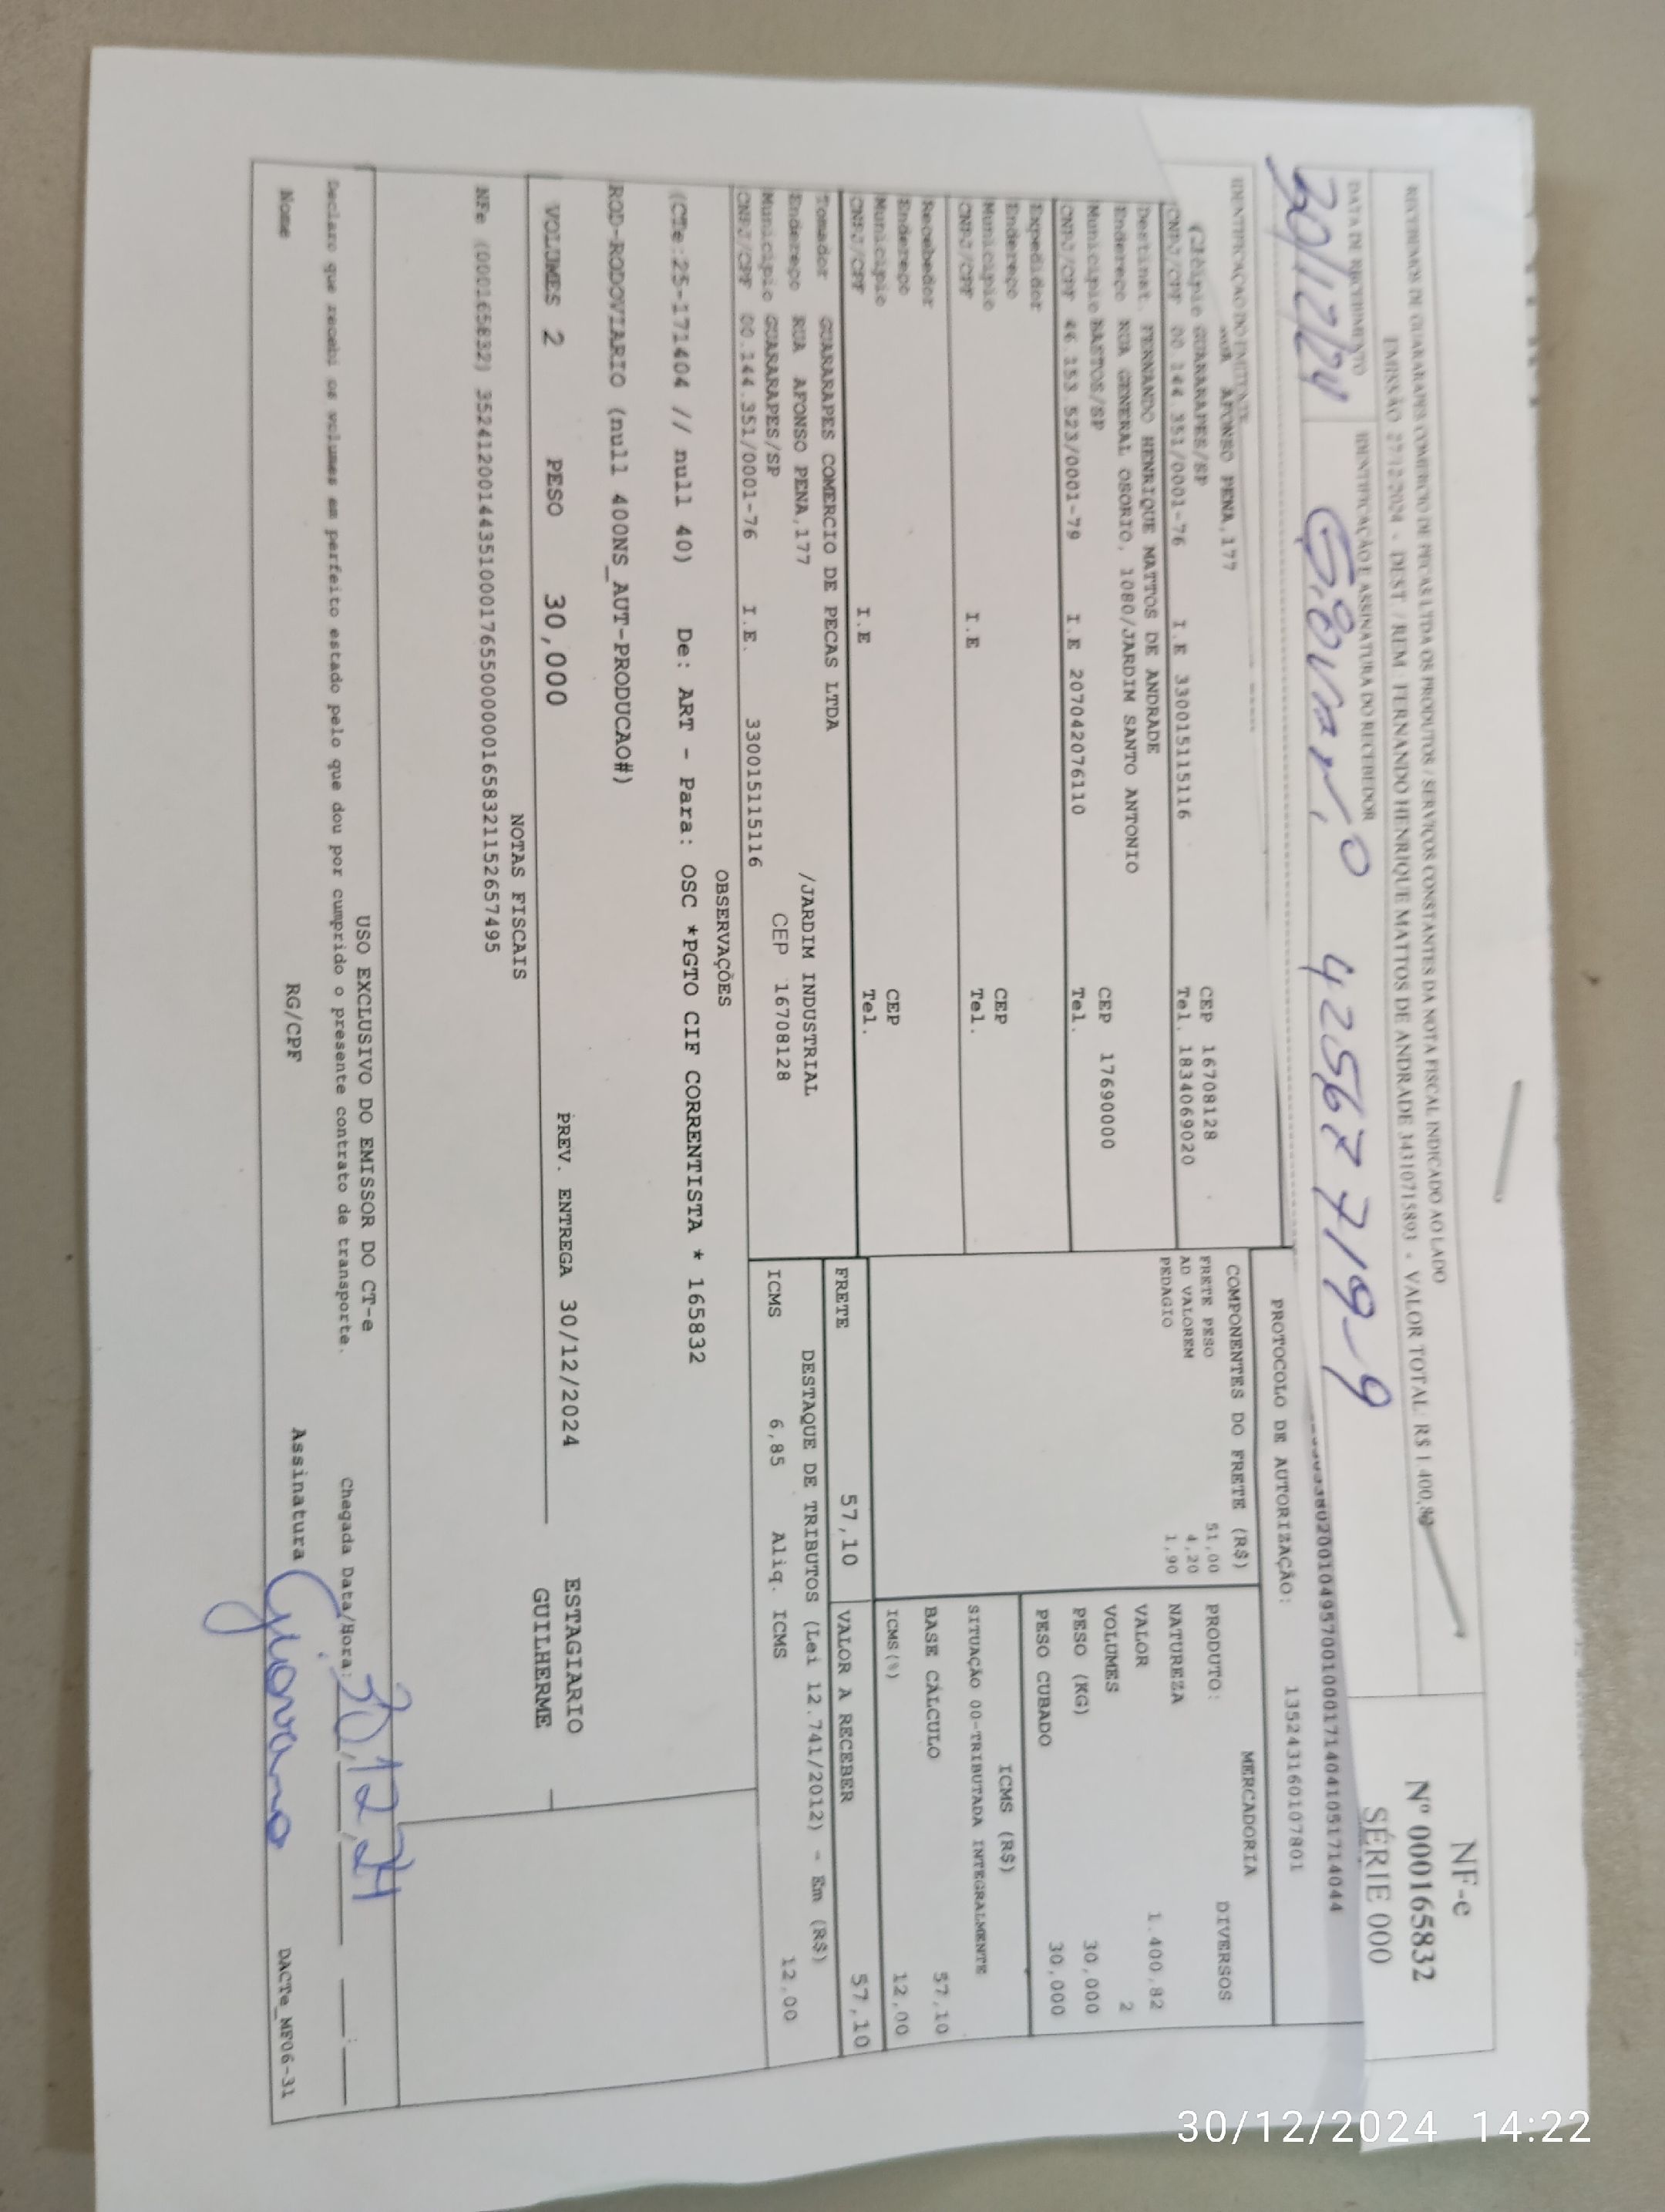 RECEBEMOS DE GUARARAPES COMERCIO DE PECAS LTDA OS PRODUTOS / SERVIÇOS CONSTANTES DA NOTA FISCAL INDICADO AO LADO
EMISSÃO 27/12/2024 - DEST / REM: FERNANDO HENRIQUE MATTOS DE ANDRADE 34310715893 - VALOR TOTAL: R$ 1.400,82
NF-e
Nº 000165832
SÉRIE 000
DATA DE RECEBIMENTO
IDENTIFICAÇÃO E ASSINATURA DO RECEBEDOR
30/12/24
PROTOCOLO DE AUTORIZAÇÃO:
135243160107801
IDENTIFICAÇÃO DO EMITENTE
AFONSO PENA,177
GUARARAPES/SP
CEP 16708128
CNPJ/CPF 00.144.351/0001-76 I.E 330015115116 Tel. 1834069020
Destinat. FERNANDO HENRIQUE MATTOS DE ANDRADE
Endereço RUA GENERAL OSORIO, 1080/JARDIM SANTO ANTONIO
Município BASTOS/SP CEP 17690000
CNPJ/CPF 46.153.523/0001-79 I.E 207042076110 Tel.
Expedidor
Endereço
Município CEP
CNPJ/CPF I.E Tel.
Recebedor
Endereço
Município CEP
CNPJ/CPF I.E Tel.
Tomador GUARARAPES COMERCIO DE PECAS LTDA
Endereço RUA AFONSO PENA,177 /JARDIM INDUSTRIAL
Município GUARARAPES/SP CEP 16708128
CNPJ/CPF 00.144.351/0001-76 I.E. 330015115116
COMPONENTES DO FRETE (R$)
FRETE PESO 51,00
AD VALOREM 4,20
PEDAGIO 1,90
MERCADORIA
PRODUTO: DIVERSOS
NATUREZA
VALOR 1.400,82
VOLUMES 2
PESO (KG) 30,000
PESO CUBADO 30,000
ICMS (R$)
SITUAÇÃO 00-TRIBUTADA INTEGRALMENTE
BASE CÁLCULO 57,10
ICMS(%) 12,00
FRETE 57,10
VALOR A RECEBER 57,10
DESTAQUE DE TRIBUTOS (Lei 12.741/2012) - Em (R$)
ICMS 6,85 Aliq. ICMS 12,00
OBSERVAÇÕES
(CTe:25-171404 // null 40) De: ART - Para: OSC *PGTO CIF CORRENTISTA * 165832
ROD-RODOVIARIO (null 400NS_AUT-PRODUCAO#)
VOLUMES 2 PESO 30,000 PREV. ENTREGA 30/12/2024
ESTAGIARIO
GUILHERME
NOTAS FISCAIS
NFe (000165832) 35241200144351000176550000001658321152657495
USO EXCLUSIVO DO EMISSOR DO CT-e
Declaro que recebi os volumes em perfeito estado pelo que dou por cumprido o presente contrato de transporte.
Chegada Data/Hora: 30/12/24
Nome RG/CPF Assinatura Giovano
DACTe_MF06-31
30/12/2024 14:22